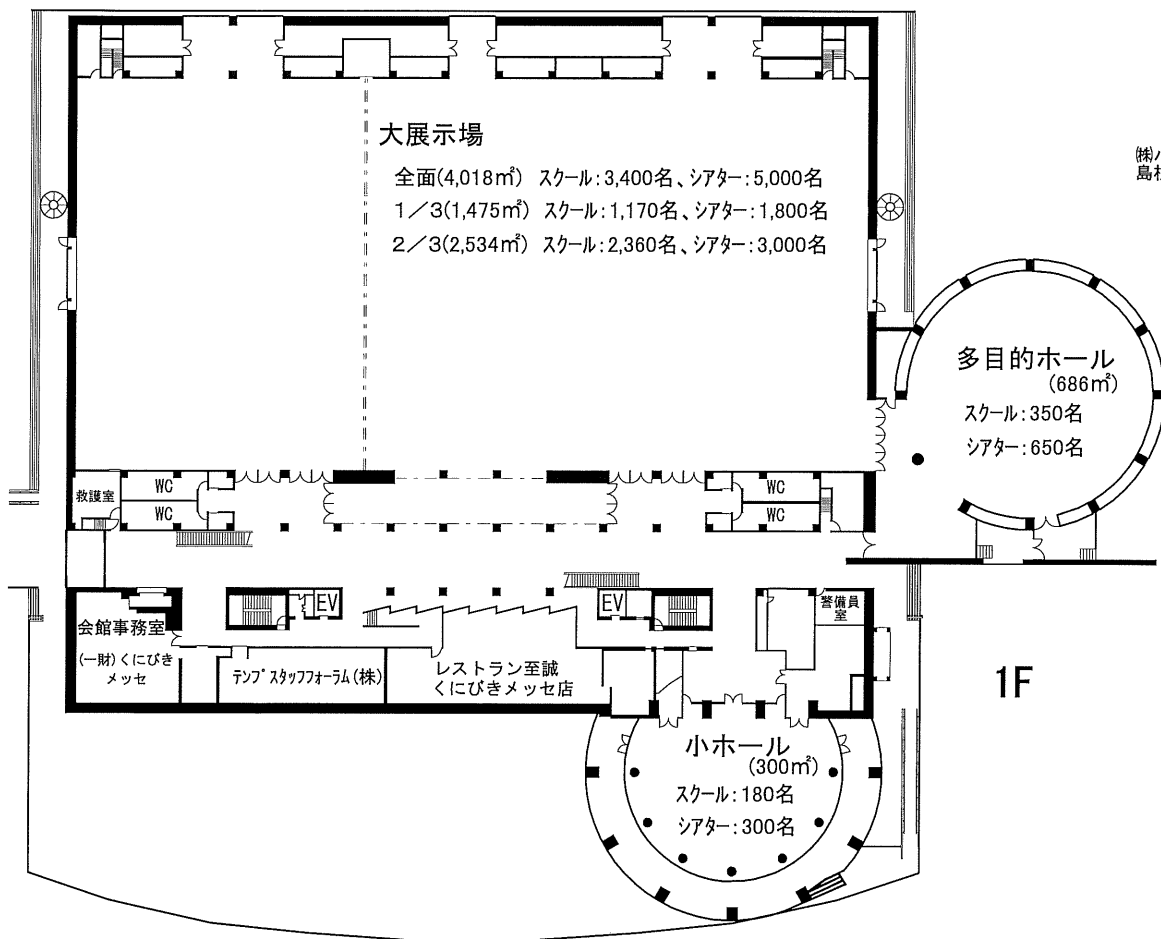 大展示場
全面(4,018㎡) スクール:3,400名、シアター:5,000名
1/3(1,475㎡) スクール:1,170名、シアター:1,800名
2/3(2,534㎡) スクール:2,360名、シアター:3,000名
㈱ハ
島根
多目的ホール
(686㎡)
スクール:350名
シアター:650名
救護室
WC
WC
WC
WC
EV
EV
警備員
室
会館事務室
(一財)くにびき
メッセ
テンプスタッフフォーラム(株)
レストラン至誠
くにびきメッセ店
1F
小ホール
(300㎡)
スクール:180名
シアター:300名